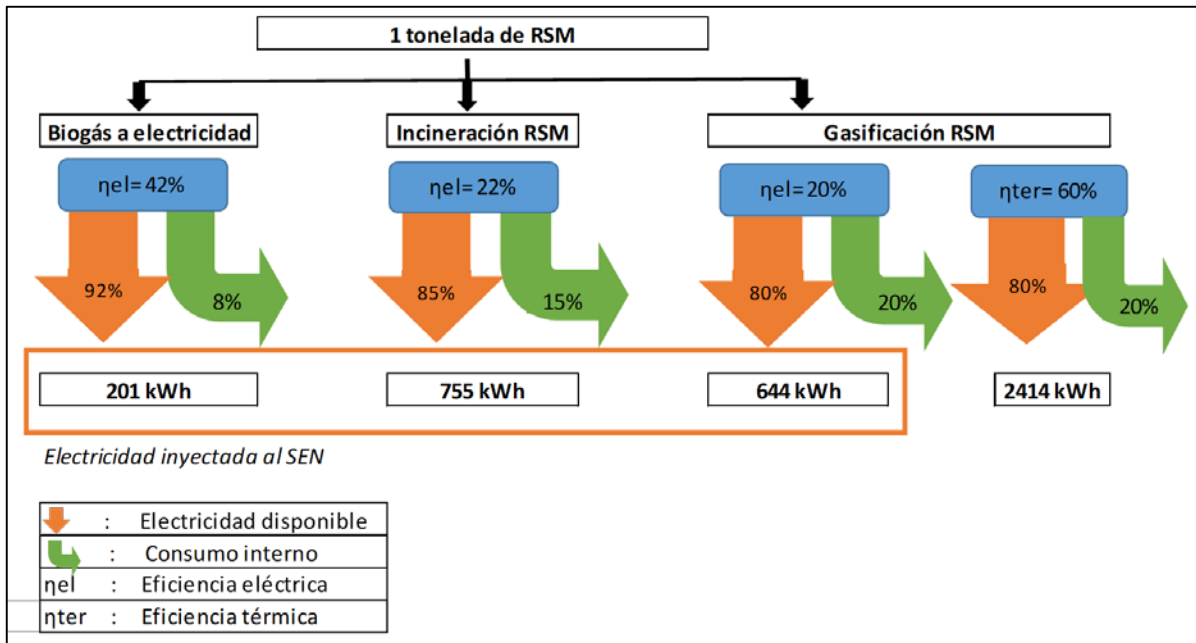 1 tonelada de RSM
Biogás a electricidad
Incineración RSM
Gasificación RSM
ηel= 42%
ηel= 22%
ηel=20%
ηter= 60%
92%
8%
85%
15%
80%
20%
80%
20%
201 kWh
755 kWh
644 kWh
2414 kWh
Electricidad inyectada al SEN
: Electricidad disponible
: Consumo interno
ηel : Eficiencia eléctrica
ηter : Eficiencia térmica